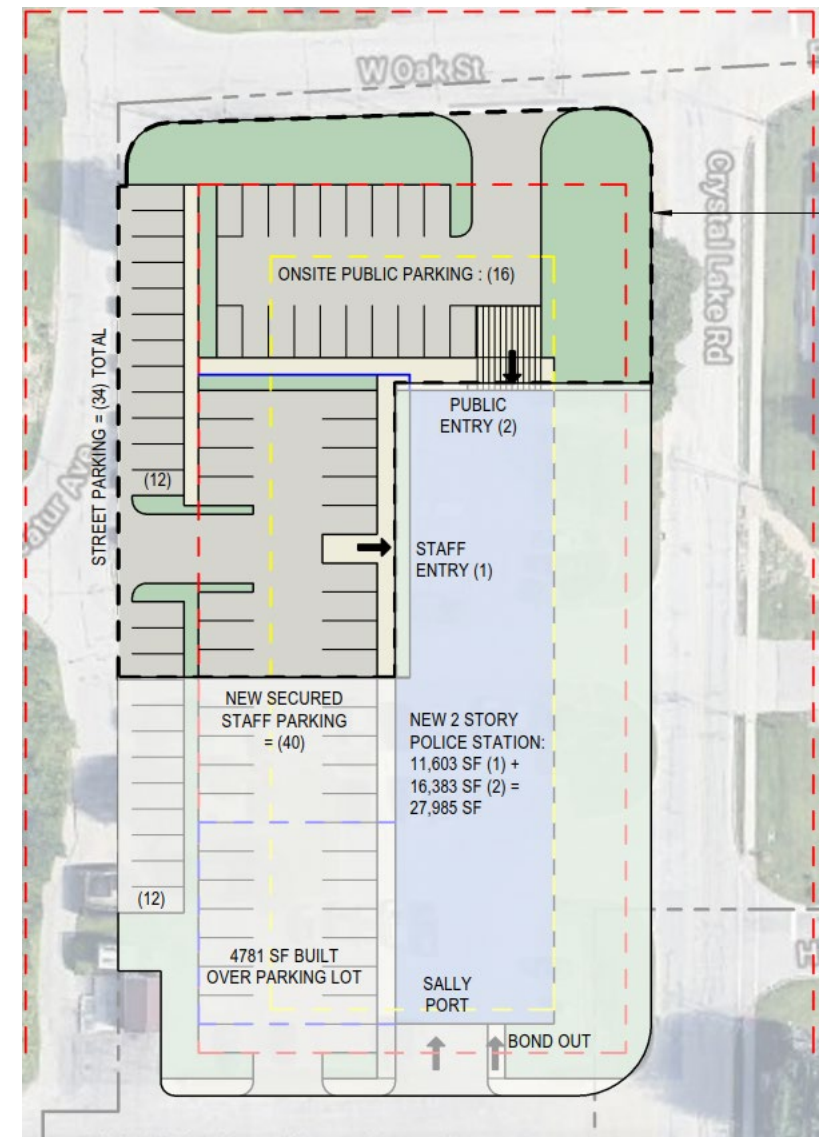 W Oak St
Crystal Lake Rd
ONSITE PUBLIC PARKING : (16)
STREET PARKING = (34) TOTAL
PUBLIC
ENTRY (2)
(12)
STAFF
ENTRY (1)
NEW SECURED
STAFF PARKING
= (40)
NEW 2 STORY
POLICE STATION:
11,603 SF (1) +
16,383 SF (2) =
27,985 SF
(12)
4781 SF BUILT
OVER PARKING LOT
SALLY
PORT
BOND OUT